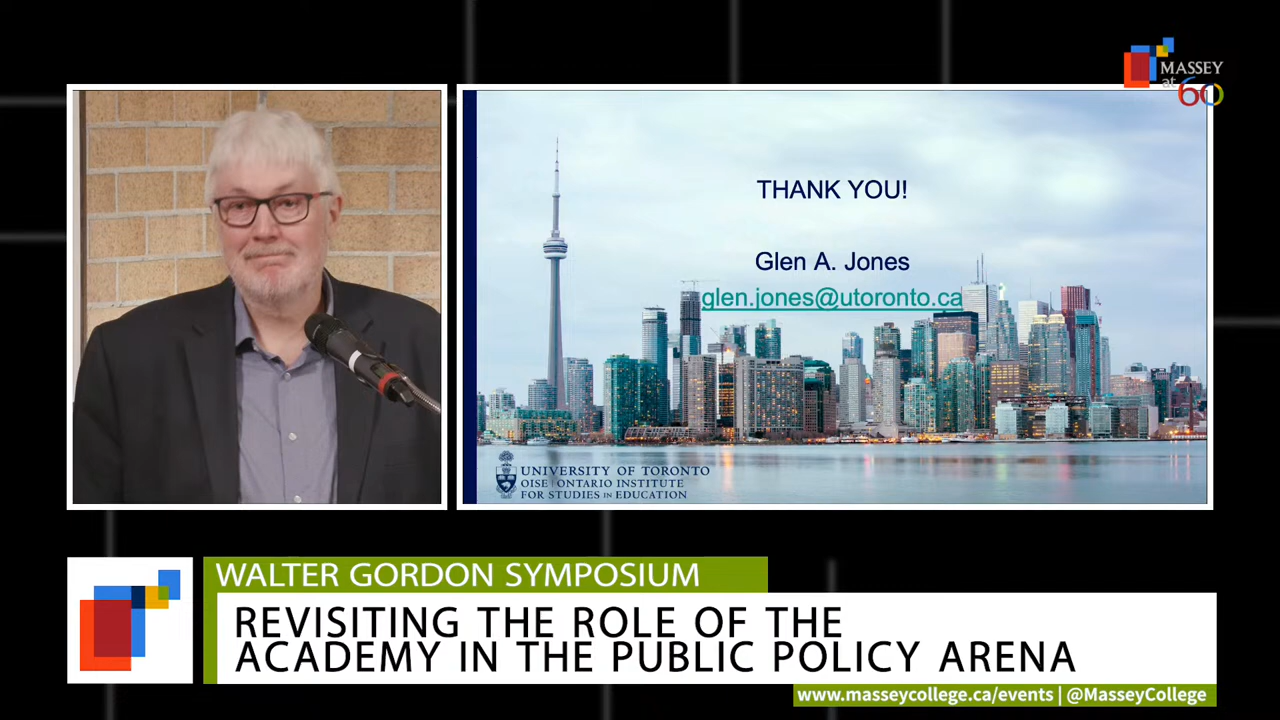 MASSEY
at 60
THANK YOU!
Glen A. Jones
glen.jones@utoronto.ca
UNIVERSITY OF TORONTO
OISE | ONTARIO INSTITUTE
FOR STUDIES IN EDUCATION
WALTER GORDON SYMPOSIUM
REVISITING THE ROLE OF THE
ACADEMY IN THE PUBLIC POLICY ARENA
www.masseycollege.ca/events | @MasseyCollege